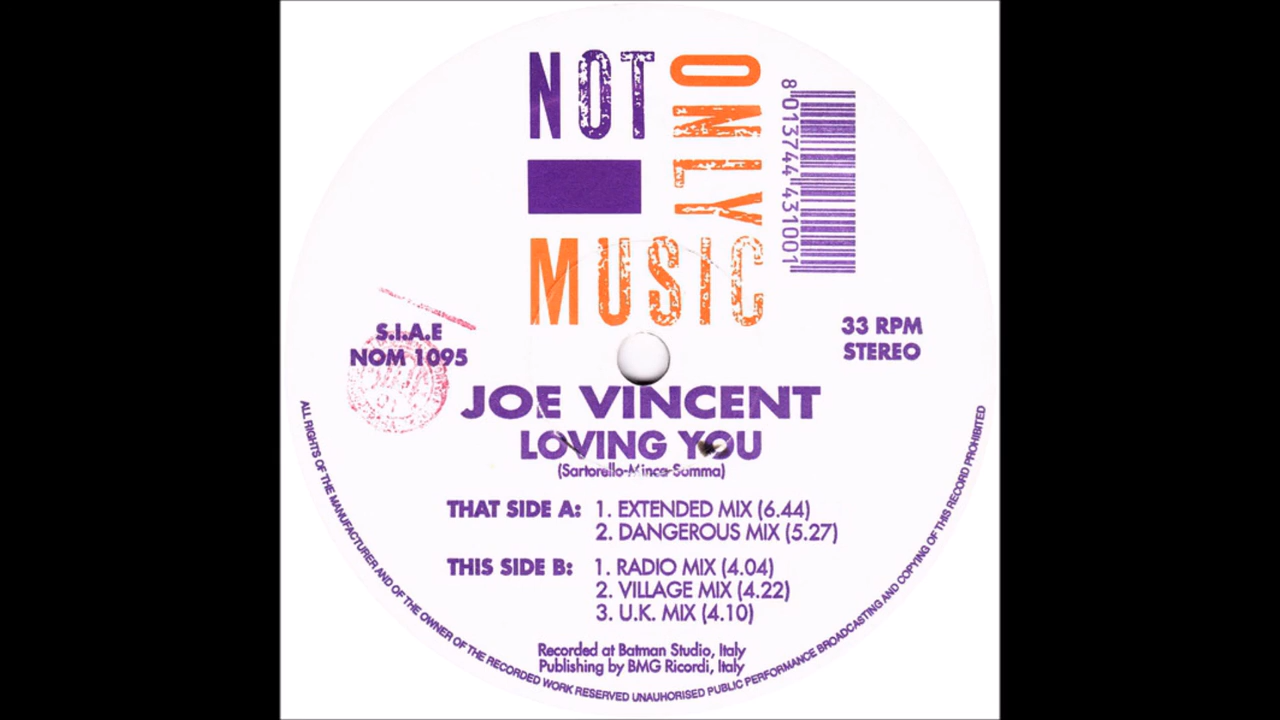 NOT
ONLY
MUSIC
8 013744 431001
S.I.A.E
NOM 1095
33 RPM
STEREO
JOE VINCENT
LOVING YOU
(Sartorello-Mince-Summa)
THAT SIDE A: 1. EXTENDED MIX (6.44)
2. DANGEROUS MIX (5.27)
THIS SIDE B: 1. RADIO MIX (4.04)
2. VILLAGE MIX (4.22)
3. U.K. MIX (4.10)
Recorded at Batman Studio, Italy
Publishing by BMG Ricordi, Italy
ALL RIGHTS OF THE MANUFACTURER AND OF THE OWNER OF THE RECORDED WORK RESERVED UNAUHORISED PUBLIC PERFORMANCE BROADCASTING AND COPYING OF THIS RECORD PROHIBITED